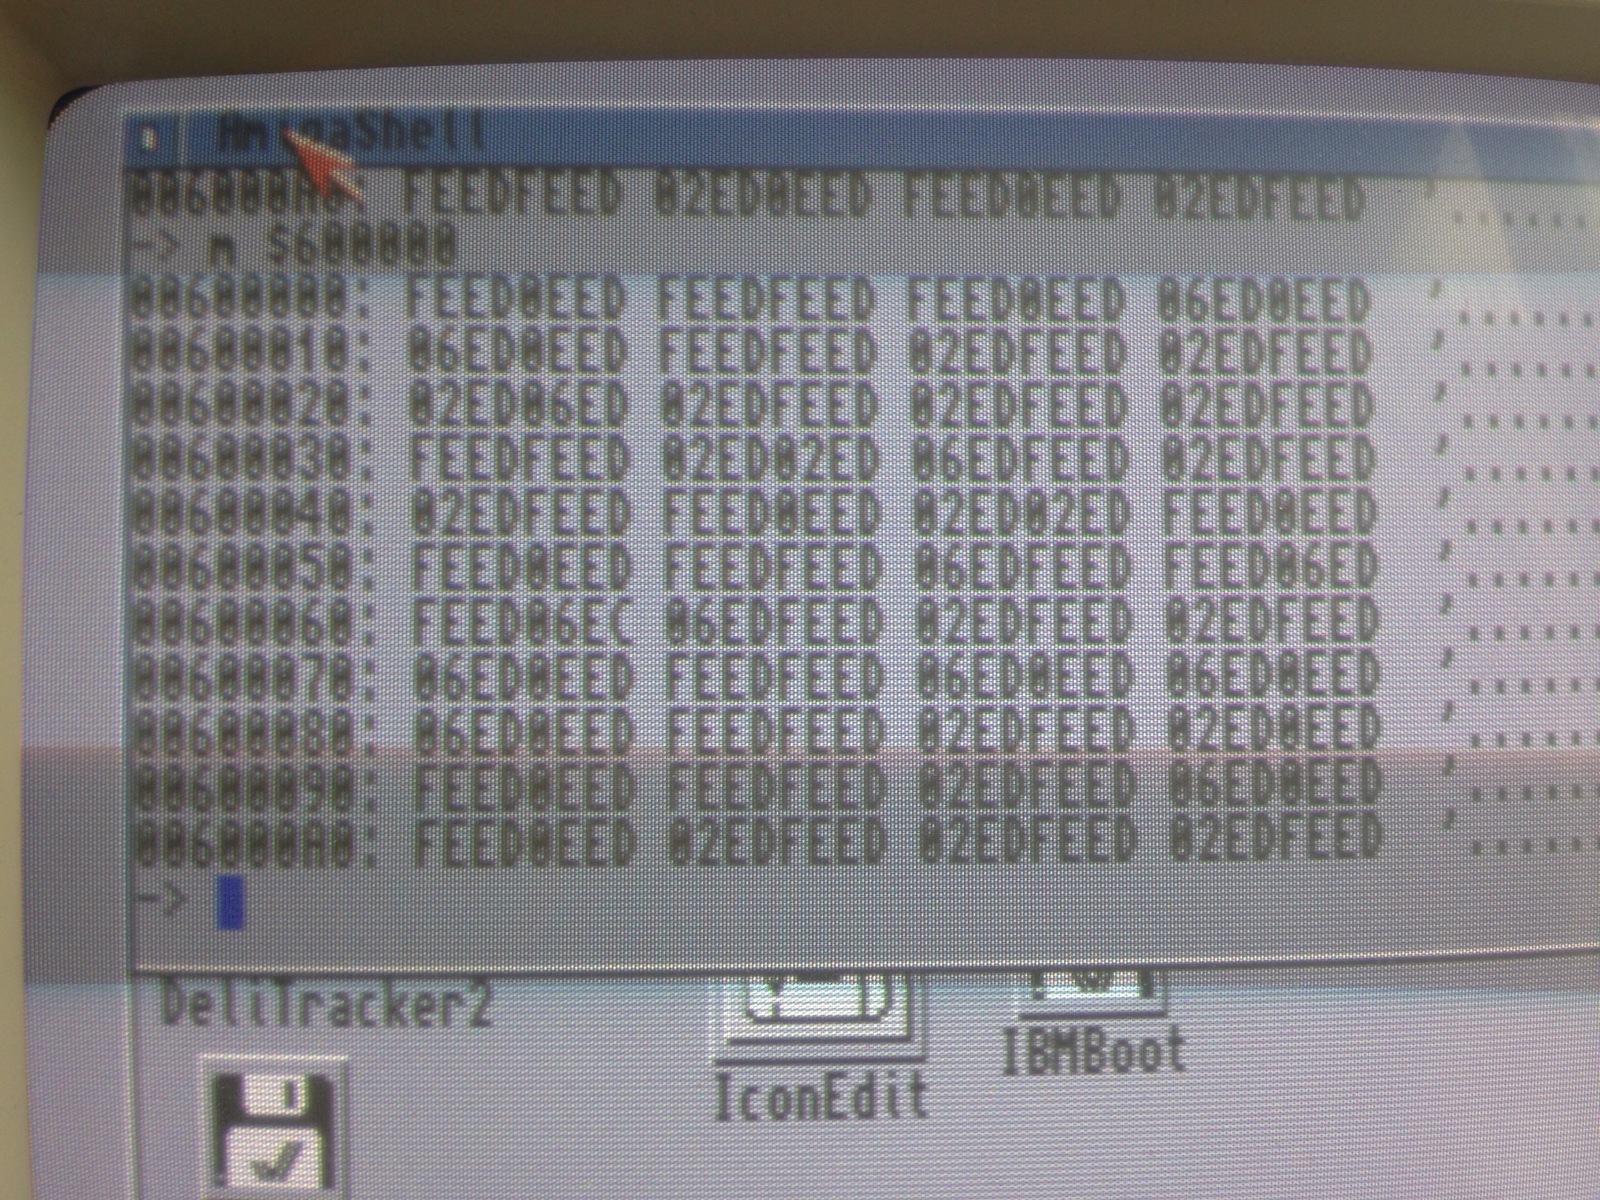 AmigaShell
006000A0: FEEDFEED 02ED0EED FEED0EED 02EDFEED '......
-> m $600000
00600000: FEED0EED FEEDFEED FEED0EED 06ED0EED '......
00600010: 06ED0EED FEEDFEED 02EDFEED 02EDFEED '......
00600020: 02ED06ED 02EDFEED 02EDFEED 02EDFEED '......
00600030: FEEDFEED 02ED02ED 06EDFEED 02EDFEED '......
00600040: 02EDFEED FEED0EED 02ED02ED FEED0EED '......
00600050: FEED0EED FEEDFEED 06EDFEED FEED06ED '......
00600060: FEED06EC 06EDFEED 02EDFEED 02EDFEED '......
00600070: 06ED0EED FEEDFEED 06ED0EED 06ED0EED '......
00600080: 06ED0EED FEEDFEED 02EDFEED 02ED0EED '......
00600090: FEED0EED FEEDFEED 02EDFEED 06ED0EED '......
006000A0: FEED0EED 02EDFEED 02EDFEED 02EDFEED '......
->
DeliTracker2
IBMBoot
IconEdit